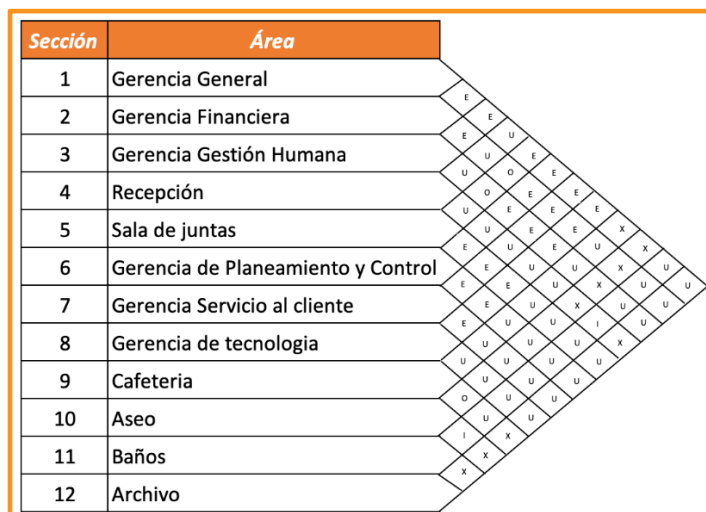 Sección Área
1 Gerencia General
2 Gerencia Financiera
3 Gerencia Gestión Humana
4 Recepción
5 Sala de juntas
6 Gerencia de Planeamiento y Control
7 Gerencia Servicio al cliente
8 Gerencia de tecnologia
9 Cafeteria
10 Aseo
11 Baños
12 Archivo
E
E
E U
U E
U O E
O E E
U E E E
U E E X
E U E U X
E U U X U
E E U X U U
E U X U U
E U U I U
U U U X
U U U U
U U U
O U U
U U
I X
X
X